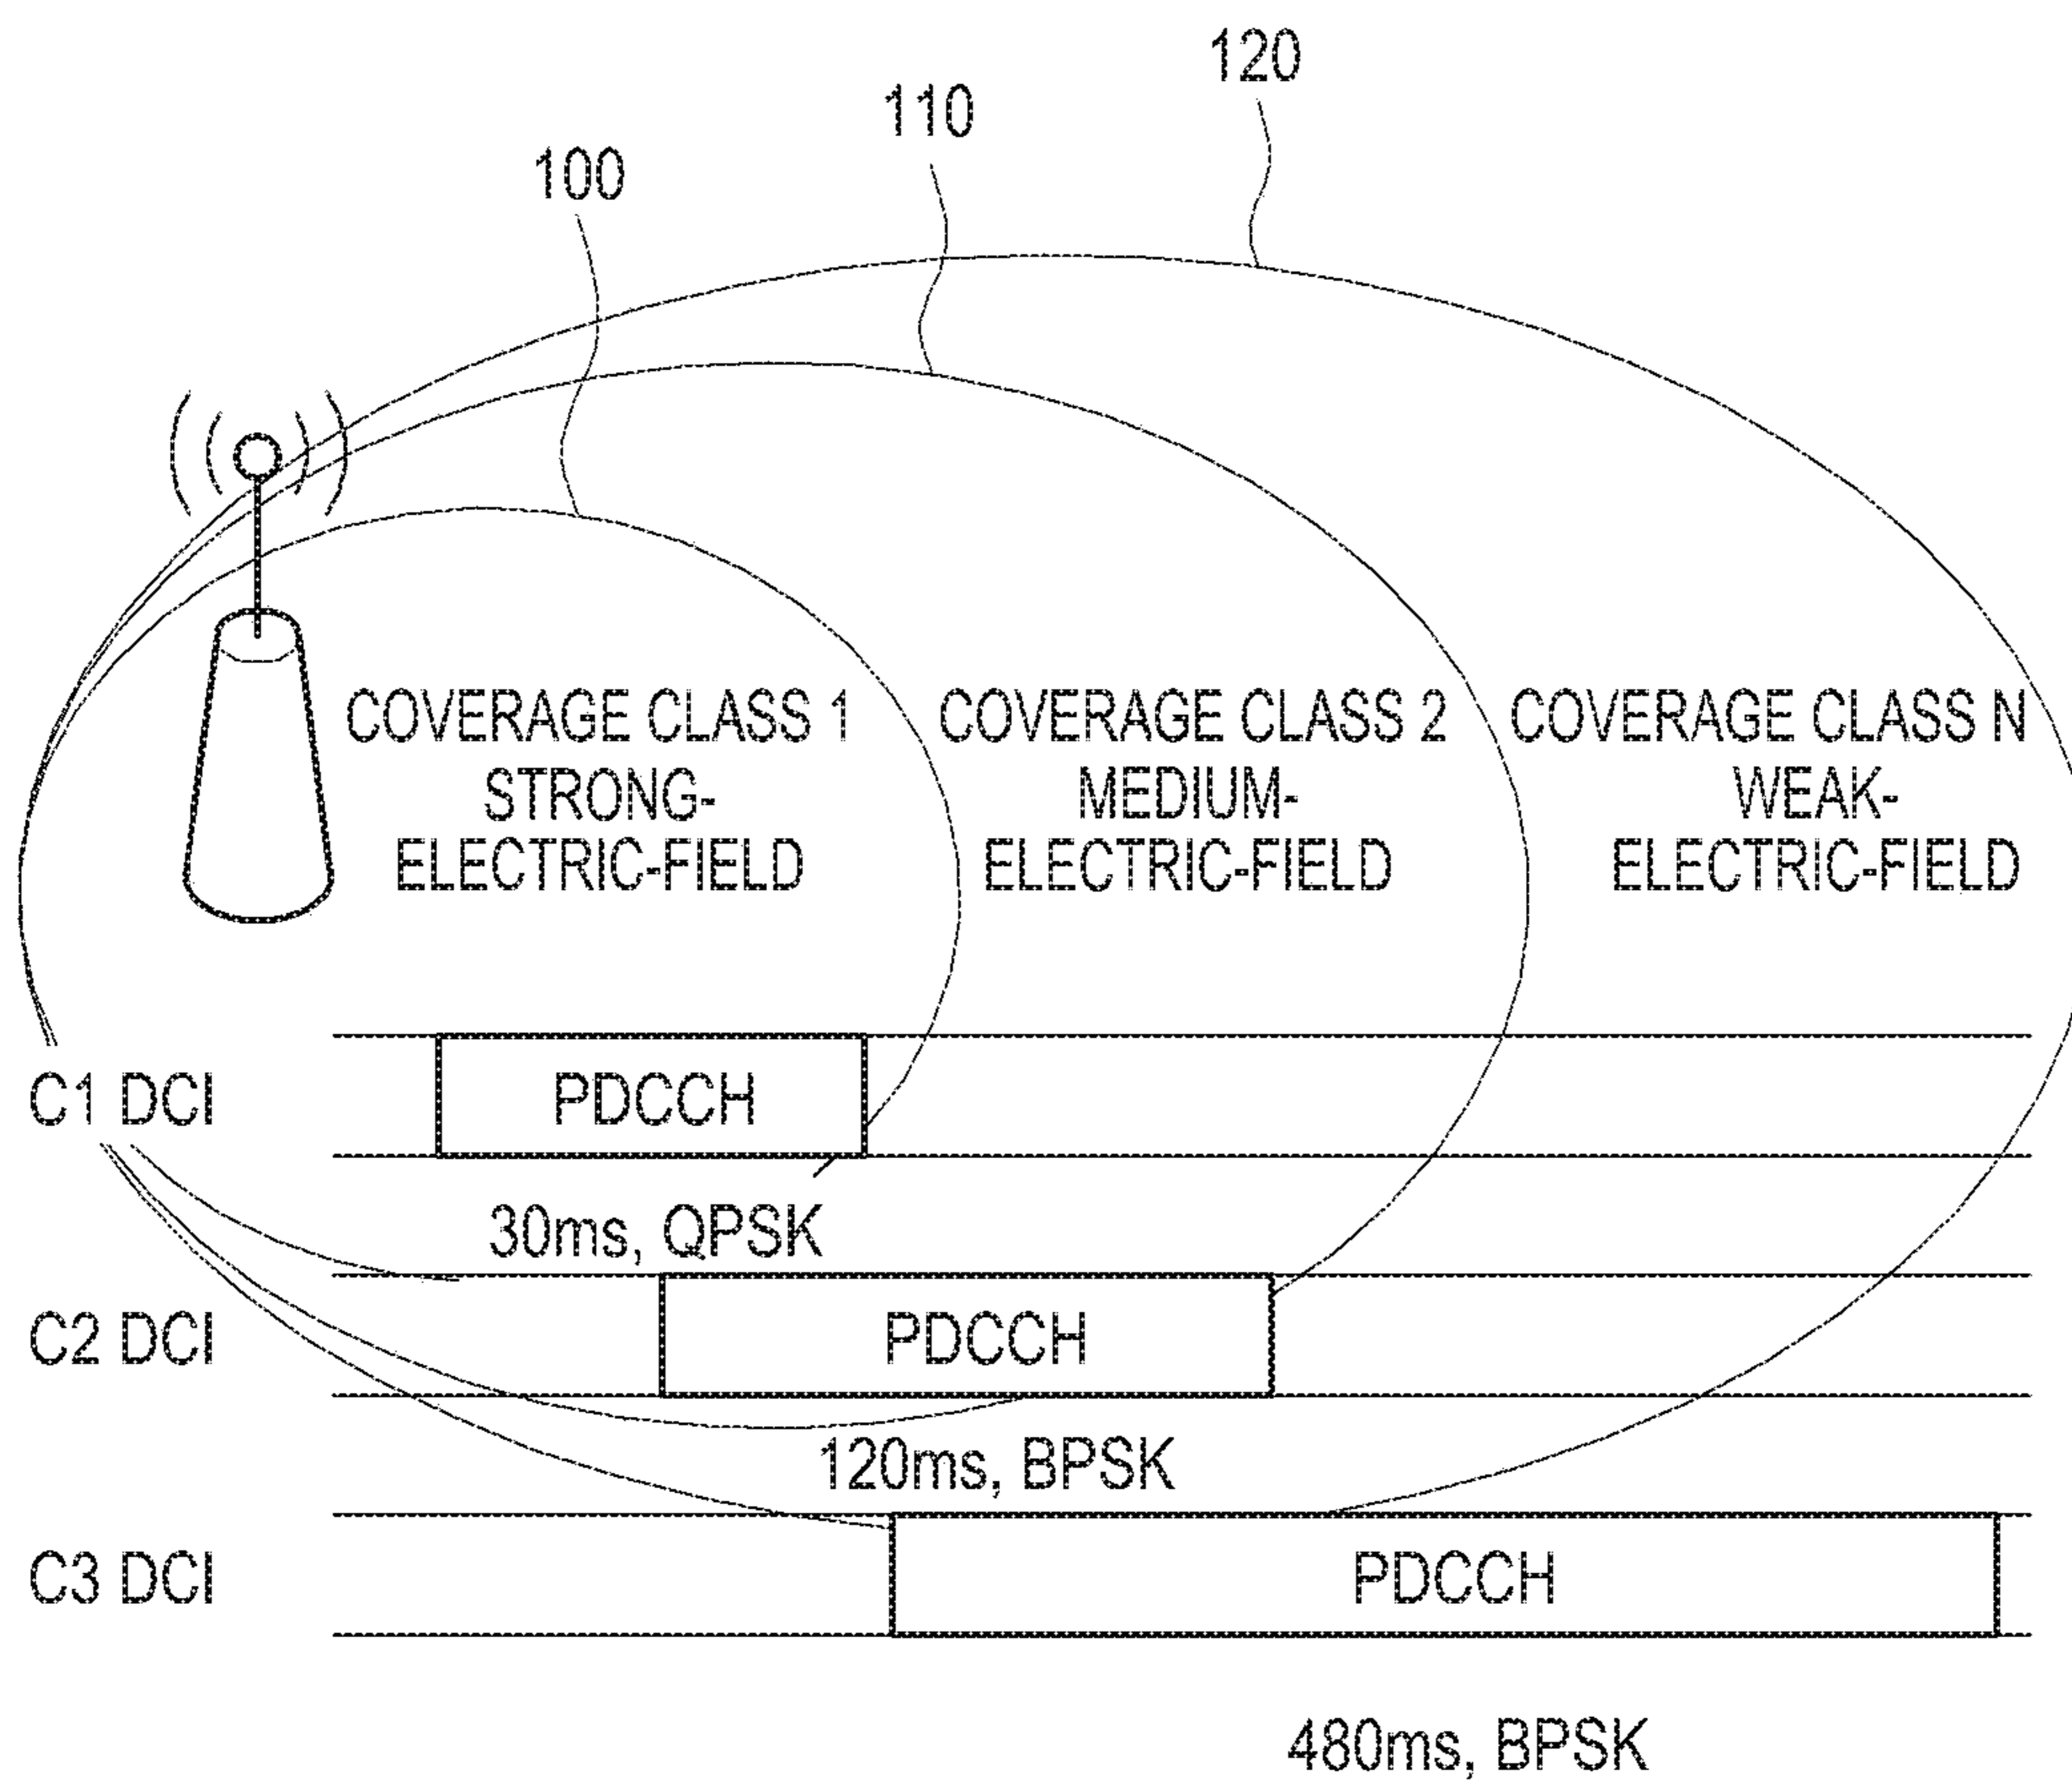 120
110
100
COVERAGE CLASS 1
STRONG-
ELECTRIC-FIELD
COVERAGE CLASS 2
MEDIUM-
ELECTRIC-FIELD
COVERAGE CLASS N
WEAK-
ELECTRIC-FIELD
C1 DCI
PDCCH
30ms, QPSK
C2 DCI
PDCCH
120ms, BPSK
C3 DCI
PDCCH
480ms, BPSK